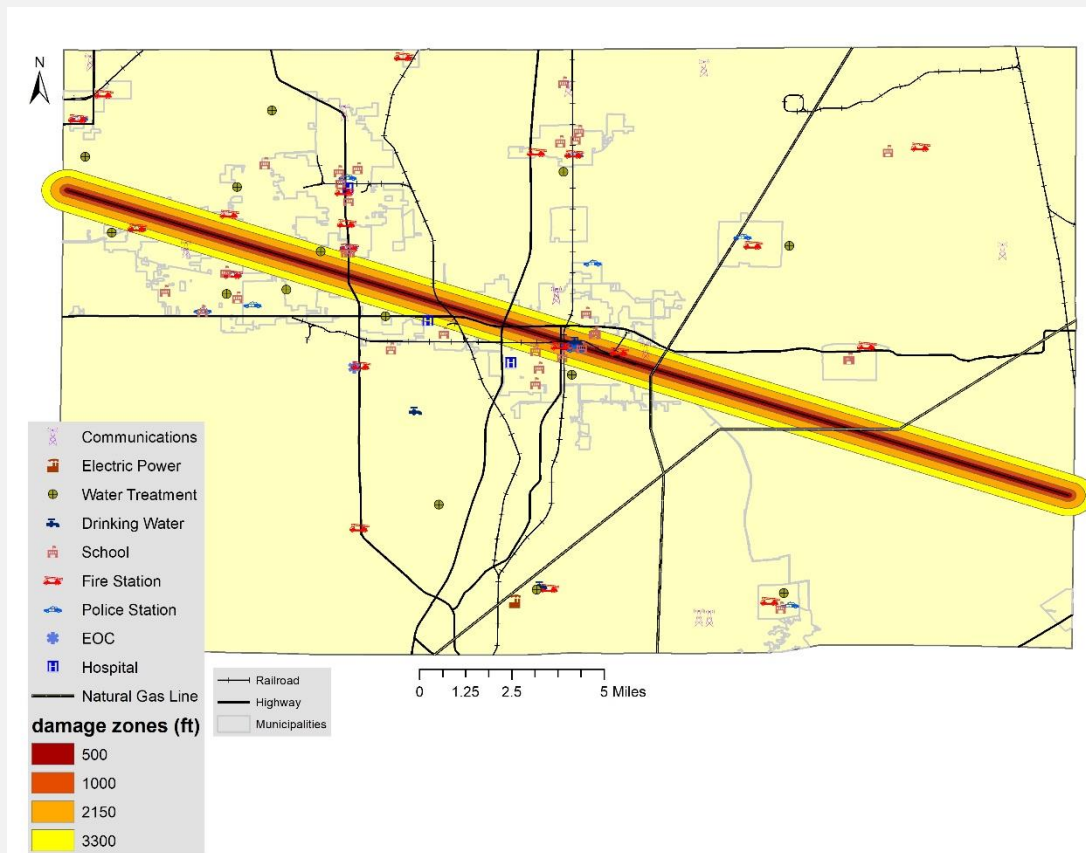 N
Communications
Electric Power
Water Treatment
Drinking Water
School
Fire Station
Police Station
EOC
H Hospital
Natural Gas Line
damage zones (ft)
500
1000
2150
3300
Railroad
Highway
Municipalities
0 1.25 2.5 5 Miles
H
H
H